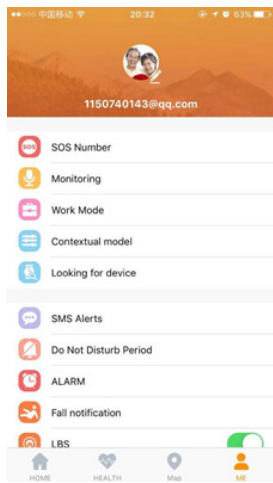 中国移动 20:32 63%
1150740143@qq.com
SOS SOS Number
Monitoring
Work Mode
Contextual model
Looking for device
SMS Alerts
Do Not Disturb Period
ALARM
Fall notification
LBS
HOME HEALTH Map ME